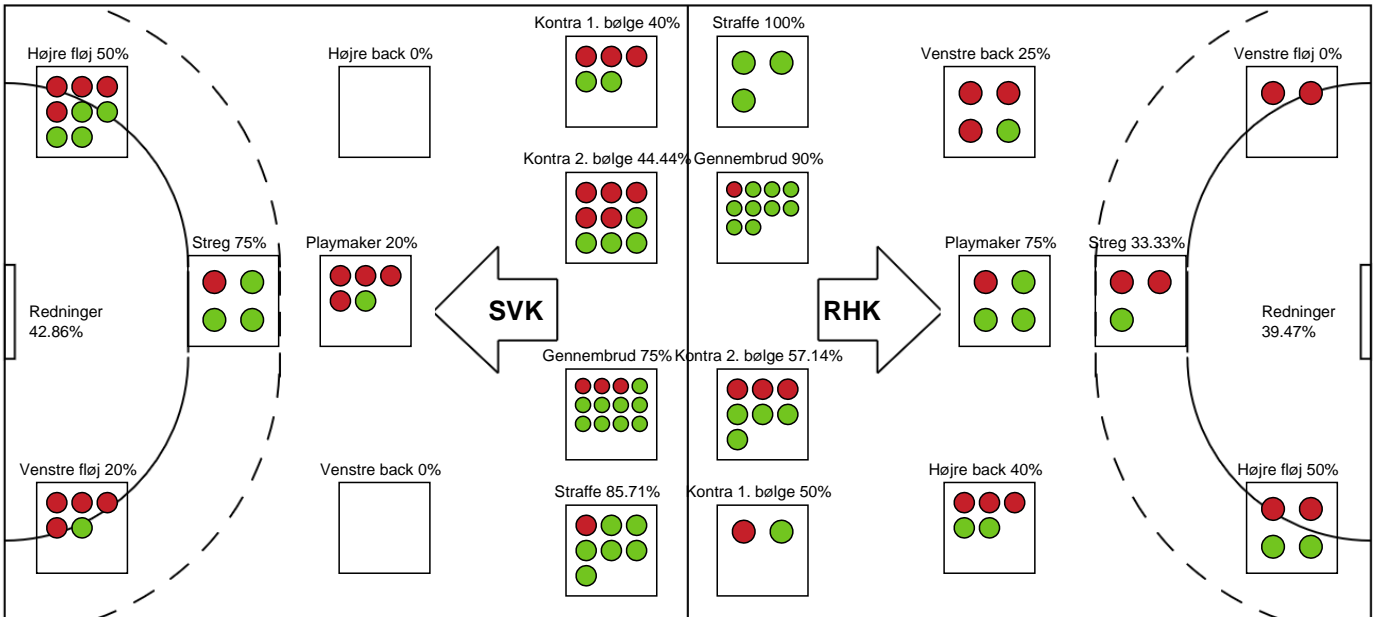 Kontra 1. bølge 40%
Straffe 100%
Højre fløj 50%
Højre back 0%
Venstre back 25%
Venstre fløj 0%
Kontra 2. bølge 44.44%
Gennembrud 90%
Streg 75%
Playmaker 20%
Playmaker 75%
Streg 33.33%
Redninger
42.86%
SVK
RHK
Redninger
39.47%
Gennembrud 75%
Kontra 2. bølge 57.14%
Venstre fløj 20%
Venstre back 0%
Højre back 40%
Højre fløj 50%
Straffe 85.71%
Kontra 1. bølge 50%